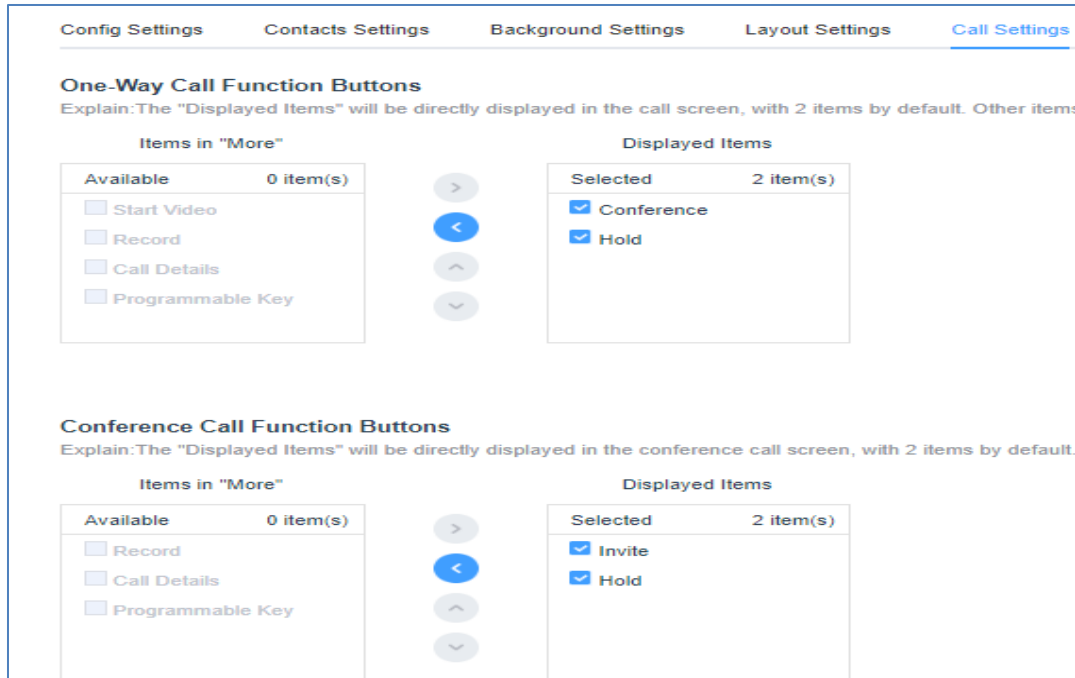 Config Settings Contacts Settings Background Settings Layout Settings Call Settings
One-Way Call Function Buttons
Explain:The "Displayed Items" will be directly displayed in the call screen, with 2 items by default. Other items
Items in "More" Displayed Items
Available 0 item(s) Selected 2 item(s)
Start Video Conference
Record Hold
Call Details
Programmable Key
Conference Call Function Buttons
Explain:The "Displayed Items" will be directly displayed in the conference call screen, with 2 items by default.
Items in "More" Displayed Items
Available 0 item(s) Selected 2 item(s)
Record Invite
Call Details Hold
Programmable Key